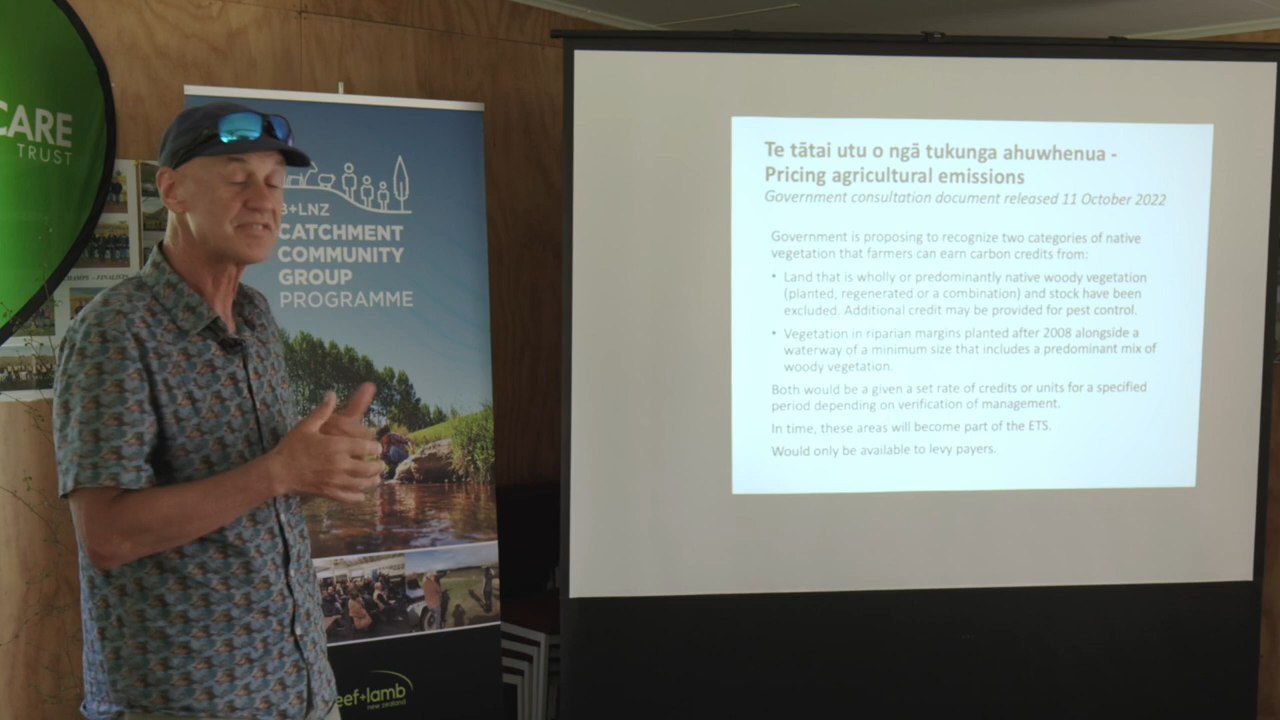 CARE
TRUST
CHAMPS - FINALISTS
B+LNZ
CATCHMENT
COMMUNITY
GROUP
PROGRAMME
eef+lamb
new zealand
Te tātai utu o ngā tukunga ahuwhenua -
Pricing agricultural emissions
Government consultation document released 11 October 2022
Government is proposing to recognize two categories of native
vegetation that farmers can earn carbon credits from:
• Land that is wholly or predominantly native woody vegetation
(planted, regenerated or a combination) and stock have been
excluded. Additional credit may be provided for pest control.
• Vegetation in riparian margins planted after 2008 alongside a
waterway of a minimum size that includes a predominant mix of
woody vegetation.
Both would be a given a set rate of credits or units for a specified
period depending on verification of management.
In time, these areas will become part of the ETS.
Would only be available to levy payers.